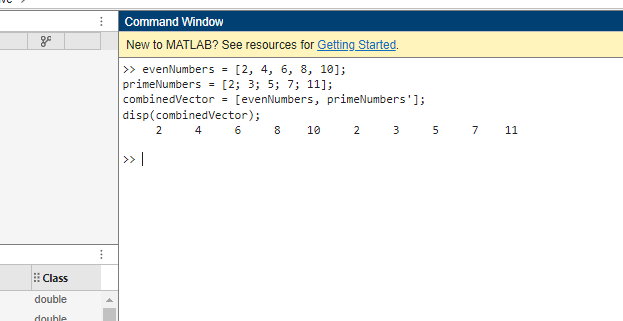 Command Window
New to MATLAB? See resources for Getting Started.
>> evenNumbers = [2, 4, 6, 8, 10];
primeNumbers = [2; 3; 5; 7; 11];
combinedVector = [evenNumbers, primeNumbers'];
disp(combinedVector);
2 4 6 8 10 2 3 5 7 11
>>
Class
double
double